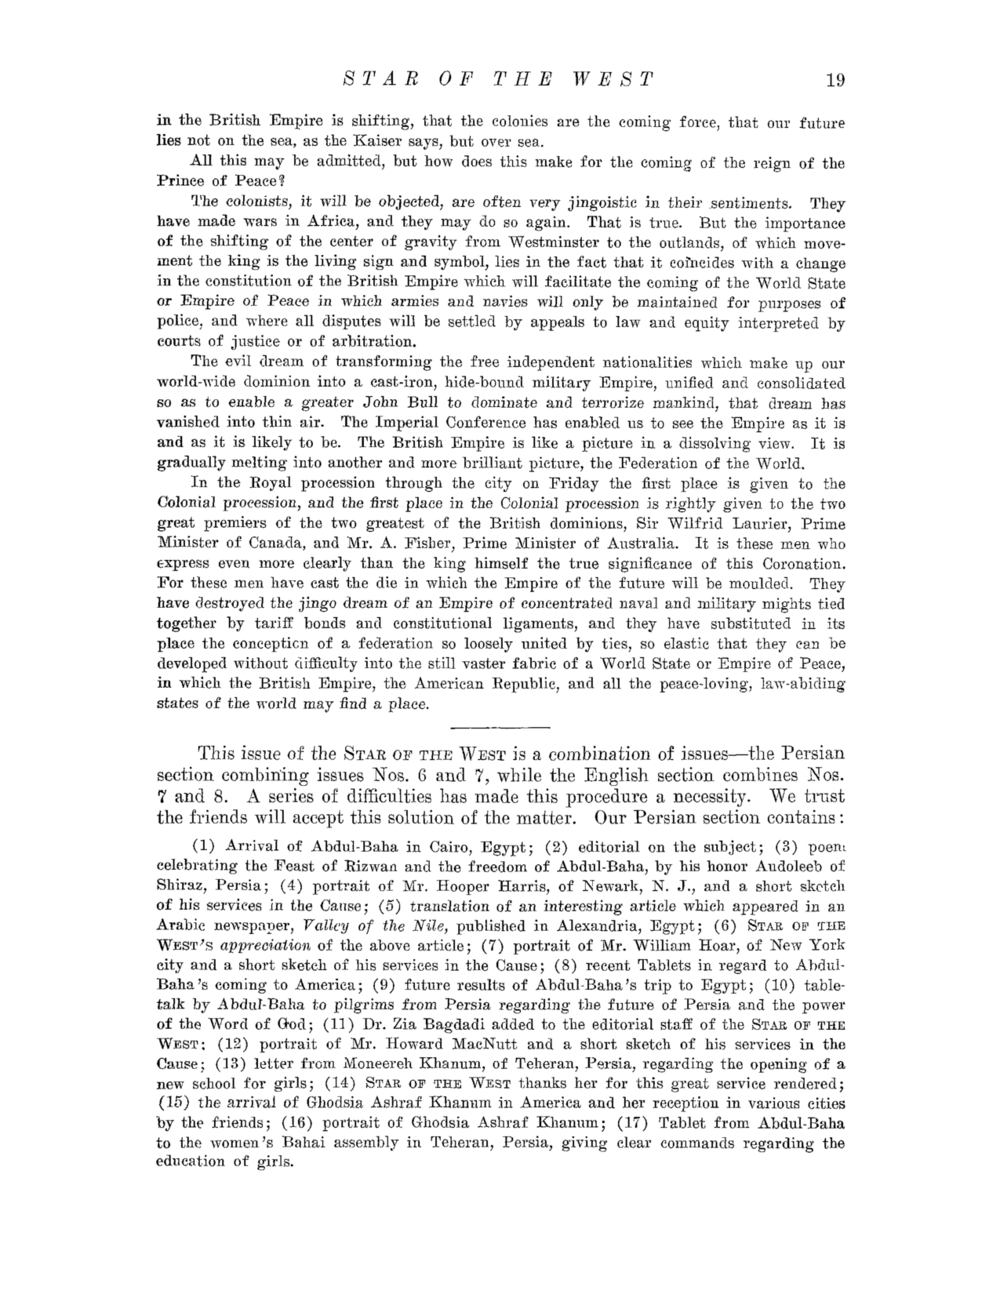 STAR OF THE WEST 19
in the British Empire is shifting, that the colonies are the coming force, that our future
lies not on the sea, as the Kaiser says, but over sea.
All this may be admitted, but how does this make for the coming of the reign of the
Prince of Peace?
The colonists, it will be objected, are often very jingoistic in their sentiments. They
have made wars in Africa, and they may do so again. That is true. But the importance
of the shifting of the center of gravity from Westminster to the outlands, of which move-
ment the king is the living sign and symbol, lies in the fact that it coincides with a change
in the constitution of the British Empire which will facilitate the coming of the World State
or Empire of Peace in which armies and navies will only be maintained for purposes of
police, and where all disputes will be settled by appeals to law and equity interpreted by
courts of justice or of arbitration.
The evil dream of transforming the free independent nationalities which make up our
world-wide dominion into a cast-iron, hide-bound military Empire, unified and consolidated
so as to enable a greater John Bull to dominate and terrorize mankind, that dream has
vanished into thin air. The Imperial Conference has enabled us to see the Empire as it is
and as it is likely to be. The British Empire is like a picture in a dissolving view. It is
gradually melting into another and more brilliant picture, the Federation of the World.
In the Royal procession through the city on Friday the first place is given to the
Colonial procession, and the first place in the Colonial procession is rightly given to the two
great premiers of the two greatest of the British dominions, Sir Wilfrid Laurier, Prime
Minister of Canada, and Mr. A. Fisher, Prime Minister of Australia. It is these men who
express even more clearly than the king himself the true significance of this Coronation.
For these men have cast the die in which the Empire of the future will be moulded. They
have destroyed the jingo dream of an Empire of concentrated naval and military mights tied
together by tariff bonds and constitutional ligaments, and they have substituted in its
place the conception of a federation so loosely united by ties, so elastic that they can be
developed without difficulty into the still vaster fabric of a World State or Empire of Peace,
in which the British Empire, the American Republic, and all the peace-loving, law-abiding
states of the world may find a place.
This issue of the STAR OF THE WEST is a combination of issues—the Persian
section combining issues Nos. 6 and 7, while the English section combines Nos.
7 and 8. A series of difficulties has made this procedure a necessity. We trust
the friends will accept this solution of the matter. Our Persian section contains:
(1) Arrival of Abdul-Baha in Cairo, Egypt; (2) editorial on the subject; (3) poem
celebrating the Feast of Rizwan and the freedom of Abdul-Baha, by his honor Audoleeb of
Shiraz, Persia; (4) portrait of Mr. Hooper Harris, of Newark, N. J., and a short sketch
of his services in the Cause; (5) translation of an interesting article which appeared in an
Arabic newspaper, Valley of the Nile, published in Alexandria, Egypt; (6) STAR OF THE
WEST'S appreciation of the above article; (7) portrait of Mr. William Hoar, of New York
city and a short sketch of his services in the Cause; (8) recent Tablets in regard to Abdul-
Baha's coming to America; (9) future results of Abdul-Baha's trip to Egypt; (10) table-
talk by Abdul-Baha to pilgrims from Persia regarding the future of Persia and the power
of the Word of God; (11) Dr. Zia Bagdadi added to the editorial staff of the STAR OF THE
WEST; (12) portrait of Mr. Howard MacNutt and a short sketch of his services in the
Cause; (13) letter from Moneereh Khanum, of Teheran, Persia, regarding the opening of a
new school for girls; (14) STAR OF THE WEST thanks her for this great service rendered;
(15) the arrival of Ghodsia Ashraf Khanum in America and her reception in various cities
by the friends; (16) portrait of Ghodsia Ashraf Khanum; (17) Tablet from Abdul-Baha
to the women's Bahai assembly in Teheran, Persia, giving clear commands regarding the
education of girls.